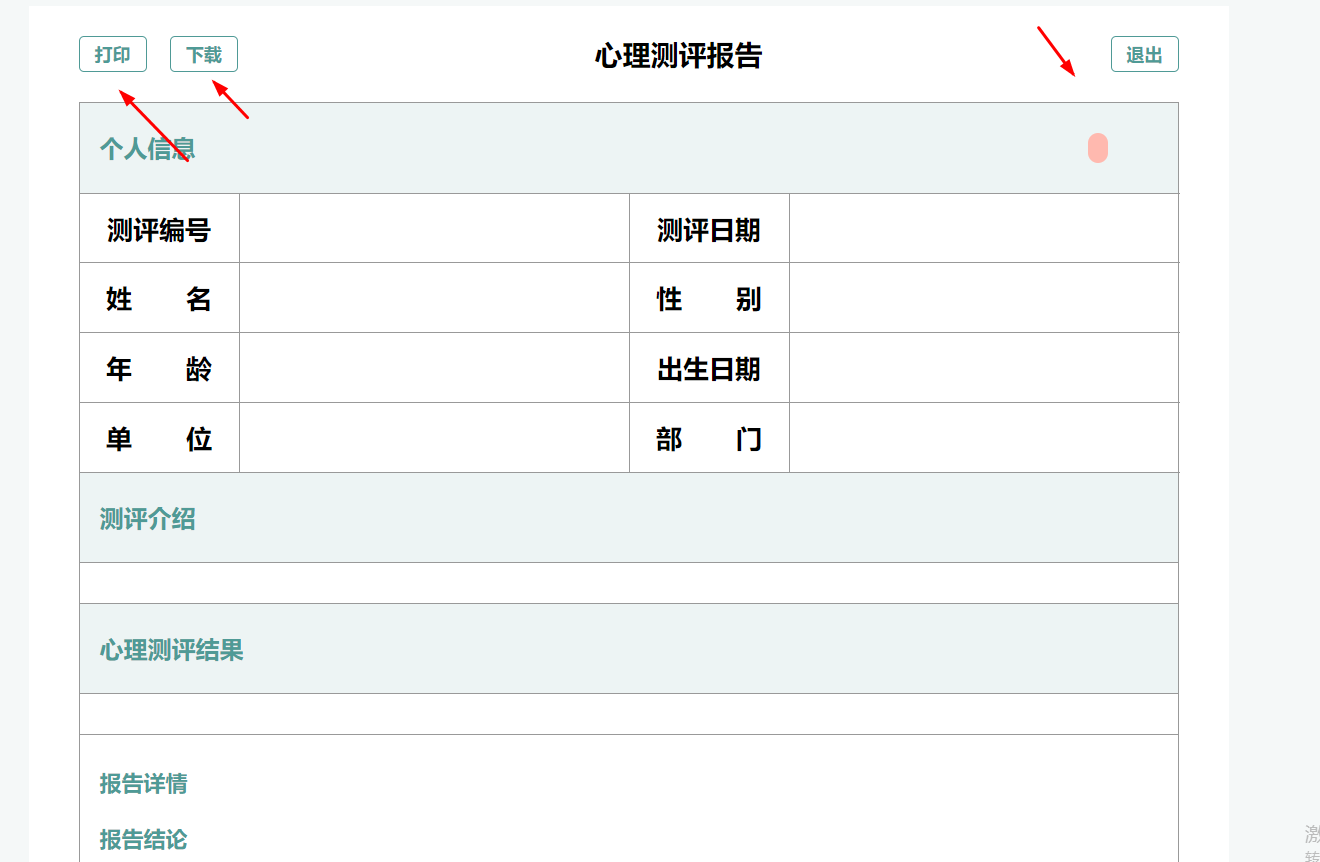 打印 下载 心理测评报告 退出
个人信息
测评编号 测评日期
姓 名 性 别
年 龄 出生日期
单 位 部 门
测评介绍
心理测评结果
报告详情
报告结论
激
转